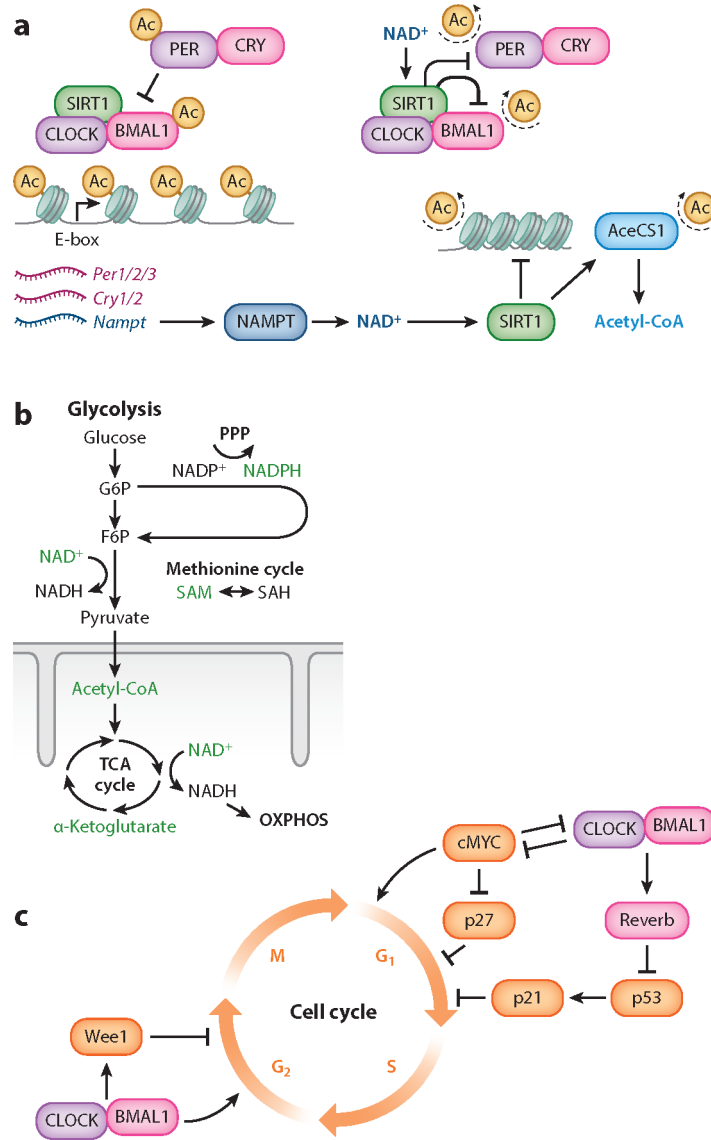 a
Ac
PER
CRY
SIRT1
Ac
CLOCK
BMAL1
Ac
Ac
Ac
Ac
E-box
NAD⁺
Ac
PER
CRY
SIRT1
Ac
CLOCK
BMAL1
Ac
Ac
AceCS1
Per1/2/3
Cry1/2
Nampt
NAMPT
NAD⁺
SIRT1
Acetyl-CoA
b
Glycolysis
Glucose
PPP
NADP⁺
NADPH
G6P
F6P
NAD⁺
NADH
Methionine cycle
SAM
SAH
Pyruvate
Acetyl-CoA
TCA
cycle
NAD⁺
NADH
α-Ketoglutarate
OXPHOS
c
cMYC
CLOCK
BMAL1
p27
Reverb
M
G₁
p21
p53
Cell cycle
Wee1
G₂
S
CLOCK
BMAL1